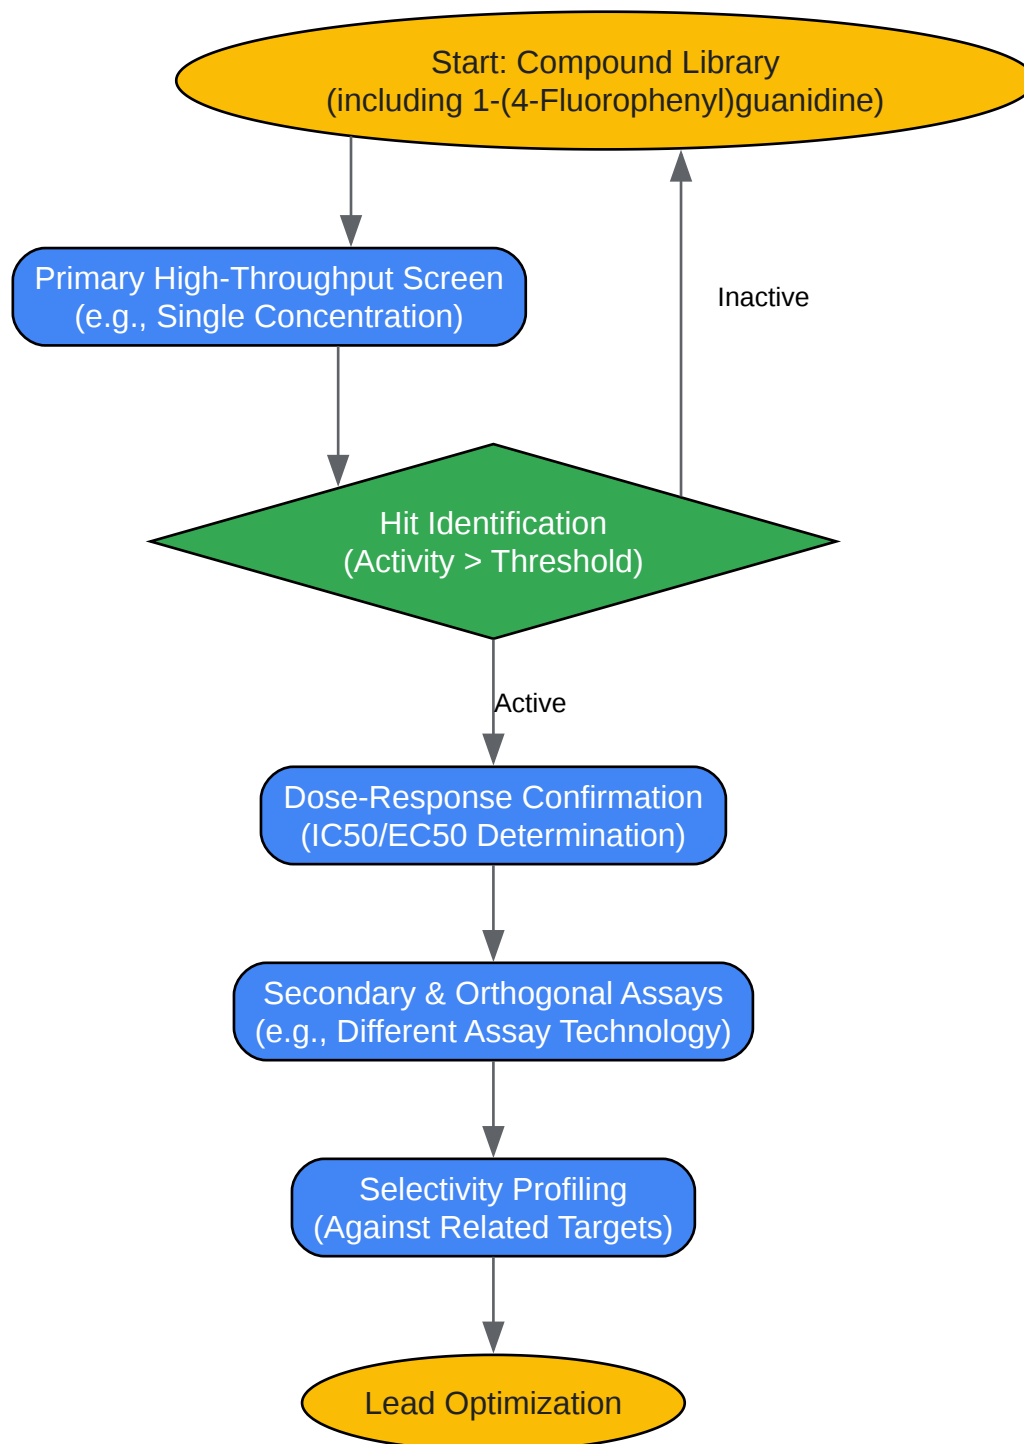 Start: Compound Library
(including 1-(4-Fluorophenyl)guanidine)
Primary High-Throughput Screen
(e.g., Single Concentration)
Inactive
Hit Identification
(Activity > Threshold)
Active
Dose-Response Confirmation
(IC50/EC50 Determination)
Secondary & Orthogonal Assays
(e.g., Different Assay Technology)
Selectivity Profiling
(Against Related Targets)
Lead Optimization